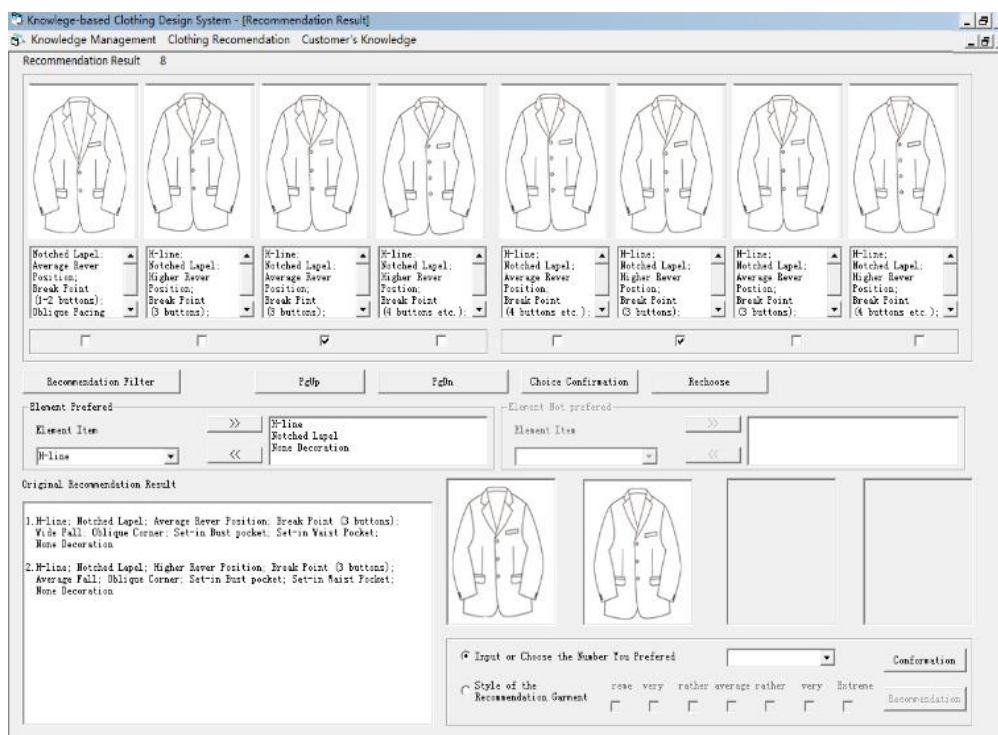 Knowlege-based Clothing Design System - [Recommendation Result]
Knowledge Management Clothing Recomendation Customer's Knowledge
Recommendation Result 8
Notched Lapel;
Average Rever
Position;
Break Point
(1-2 buttons);
Oblique Facing
H-line;
Notched Lapel;
Higher Rever
Position;
Break Point
(3 buttons);
H-line;
Notched Lapel;
Average Rever
Position;
Break Pint
(3 buttons);
H-line;
Notched Lapel;
Higher Rever
Postion;
Break Point
(4 buttons etc.);
H-line;
Notched Lapel;
Average Rever
Position;
Break Point
(4 buttons etc.);
H-line;
Notched Lapel;
Higher Rever
Postion;
Break Point
(3 buttons);
H-line;
Notched Lapel;
Average Rever
Postion;
Break Point
(3 buttons);
H-line;
Notched Lapel;
Higher Rever
Postion;
Break Point
(4 buttons etc.);
Recommendation Filter PgUp PgDn Choice Confirmation Rechoose
Element Prefered
Element Item
H-line
>>
<<
H-line
Notched Lapel
None Decoration
Element Not prefered
Element Item
>>
<<
Original Recommendation Result
1.H-line; Notched Lapel; Average Rever Position; Break Point (3 buttons);
Wide Fall; Oblique Corner; Set-in Bust pocket; Set-in Waist Pocket;
None Decoration
2.H-line; Notched Lapel; Higher Rever Position; Break Point (3 buttons);
Average Fall; Oblique Corner; Set-in Bust pocket; Set-in Waist Pocket;
None Decoration
Input or Choose the Number You Prefered
Conformation
Style of the
Recommendation Garment
reme very rather average rather very Extreme
Recommendation